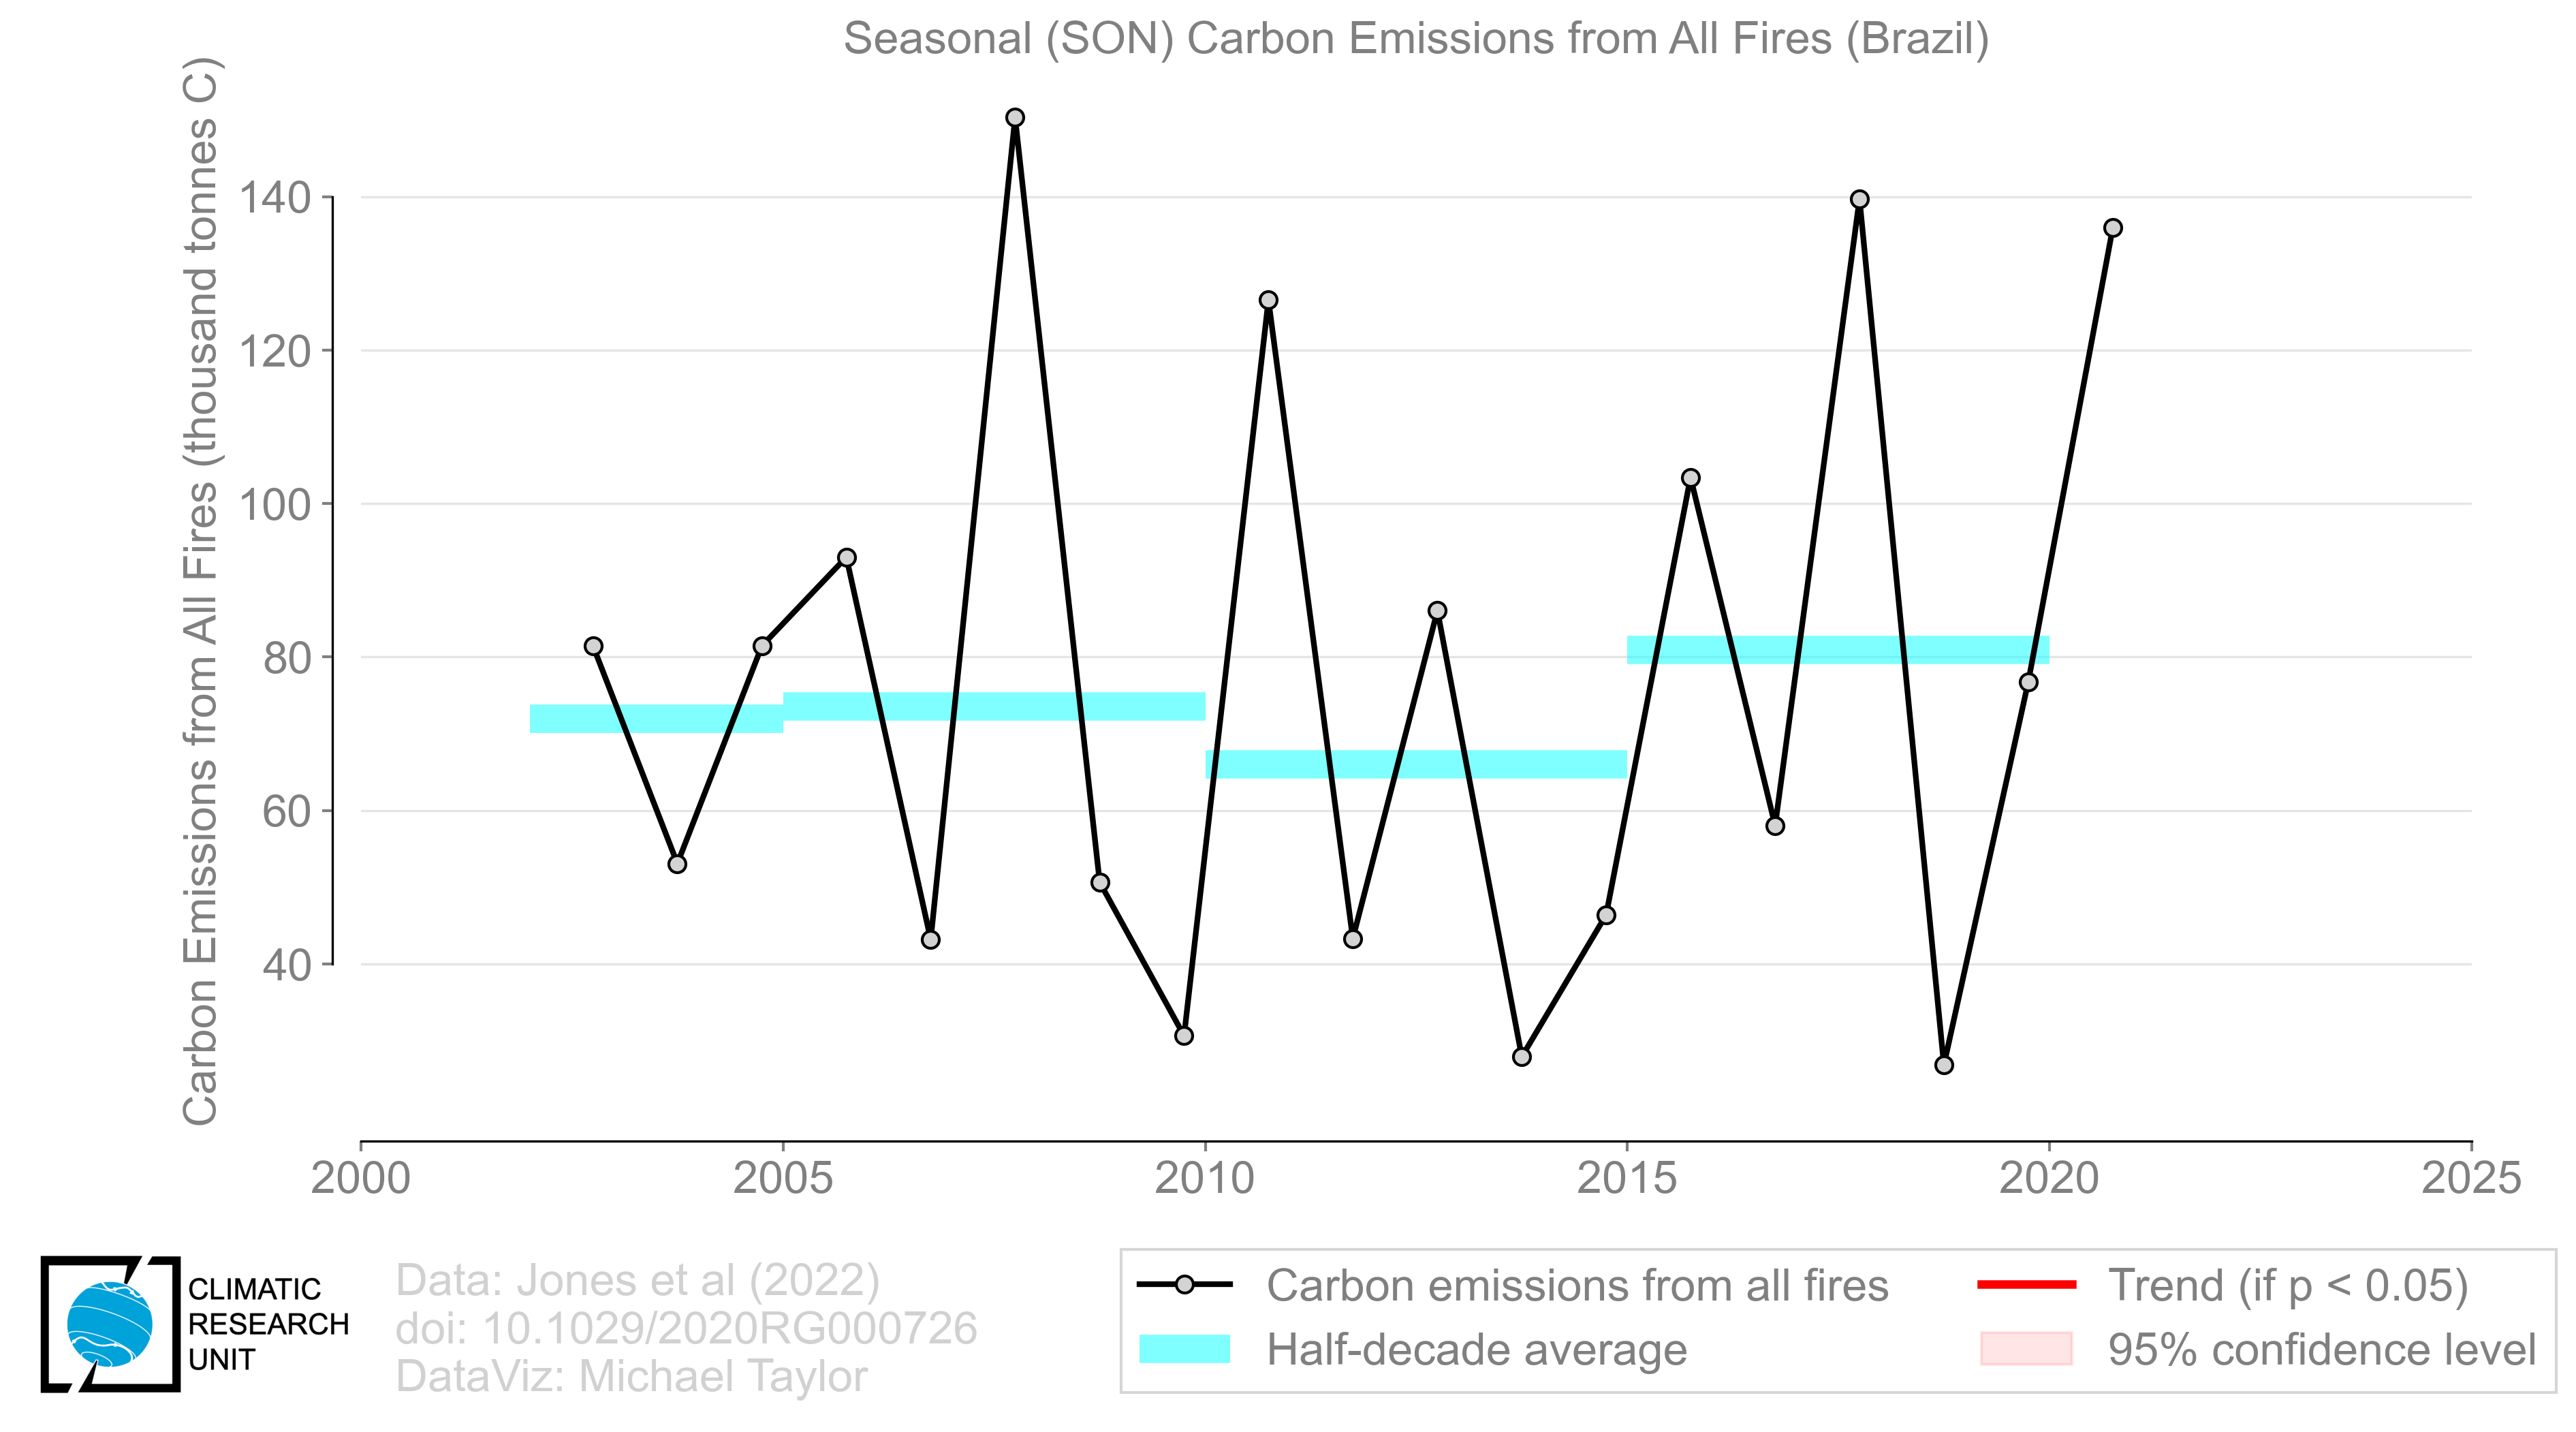 Seasonal (SON) Carbon Emissions from All Fires (Brazil)
Carbon Emissions from All Fires (thousand tonnes C)
140
120
100
80
60
40
2000 2005 2010 2015 2020 2025
CLIMATIC
RESEARCH
UNIT
Data: Jones et al (2022)
doi: 10.1029/2020RG000726
DataViz: Michael Taylor
Carbon emissions from all fires
Half-decade average
Trend (if p < 0.05)
95% confidence level